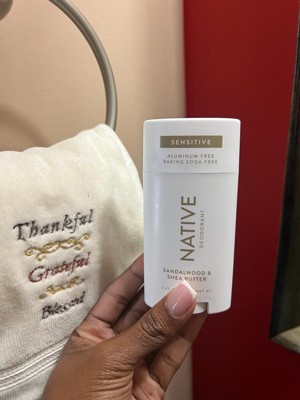 Thankful
Grateful
Blessed
SENSITIVE
ALUMINUM FREE
BAKING SODA FREE
NATIVE
DEODORANT
SANDALWOOD &
SHEA BUTTER